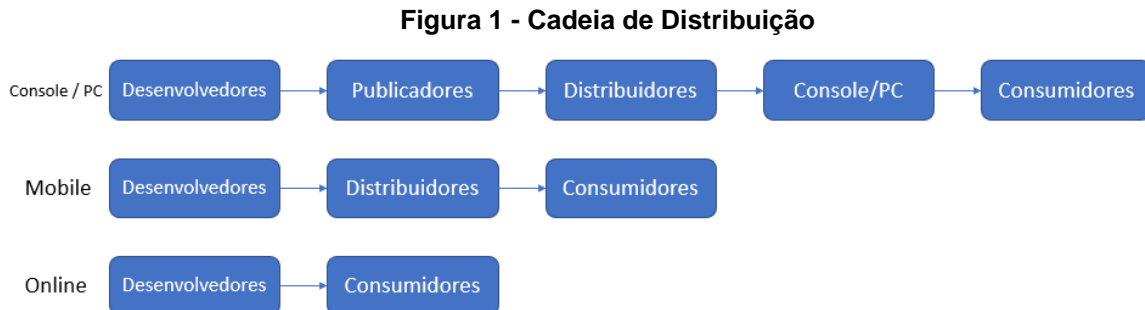 Figura 1 - Cadeia de Distribuição
Console / PC Desenvolvedores Publicadores Distribuidores Console/PC Consumidores
Mobile Desenvolvedores Distribuidores Consumidores
Online Desenvolvedores Consumidores